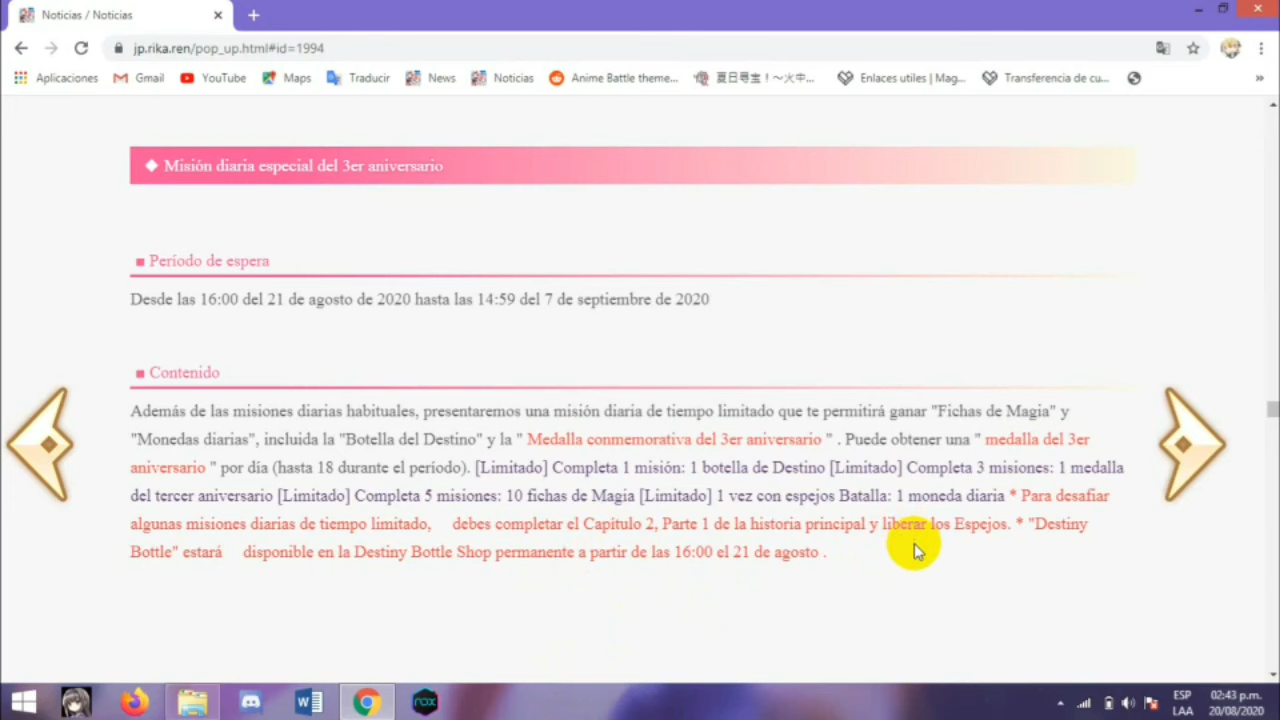 Noticias / Noticias
jp.rika.ren/pop_up.html#id=1994
Aplicaciones Gmail YouTube Maps Traducir News Noticias Anime Battle theme... 夏日尋宝！～火中... Enlaces utiles | Mag... Transferencia de cu... »
◆ Misión diaria especial del 3er aniversario
■ Período de espera
Desde las 16:00 del 21 de agosto de 2020 hasta las 14:59 del 7 de septiembre de 2020
■ Contenido
Además de las misiones diarias habituales, presentaremos una misión diaria de tiempo limitado que te permitirá ganar "Fichas de Magia" y
"Monedas diarias", incluida la "Botella del Destino" y la " Medalla conmemorativa del 3er aniversario " . Puede obtener una " medalla del 3er
aniversario " por día (hasta 18 durante el período). [Limitado] Completa 1 misión: 1 botella de Destino [Limitado] Completa 3 misiones: 1 medalla
del tercer aniversario [Limitado] Completa 5 misiones: 10 fichas de Magia [Limitado] 1 vez con espejos Batalla: 1 moneda diaria * Para desafiar
algunas misiones diarias de tiempo limitado, debes completar el Capítulo 2, Parte 1 de la historia principal y liberar los Espejos. * "Destiny
Bottle" estará disponible en la Destiny Bottle Shop permanente a partir de las 16:00 el 21 de agosto .
nox
ESP 02:43 p.m.
LAA 20/08/2020